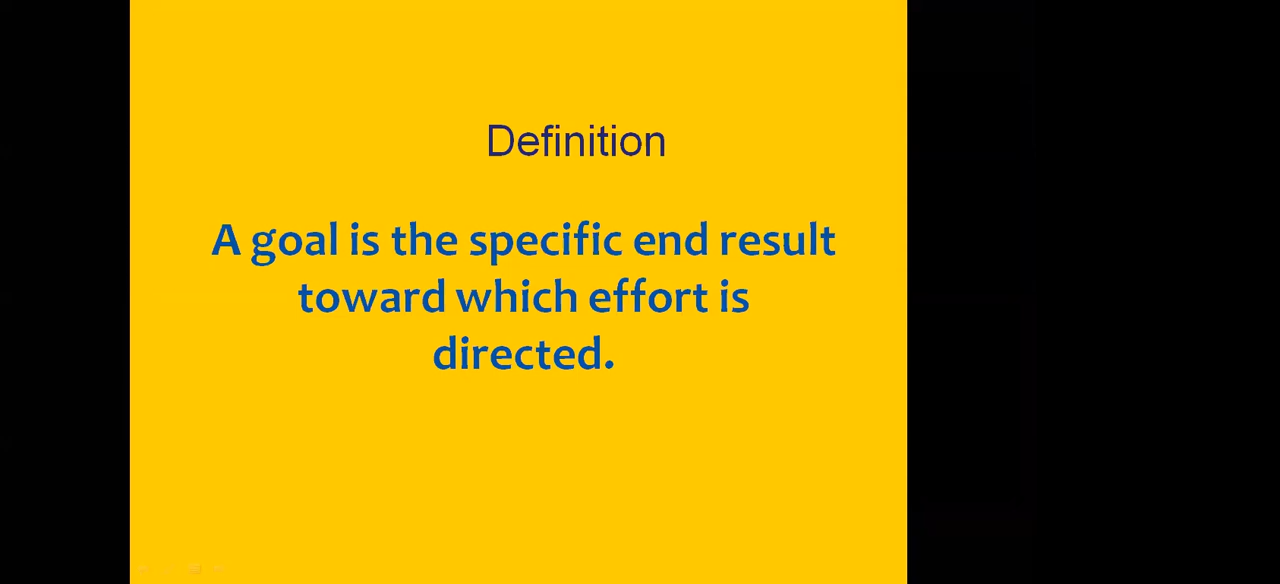 Definition
A goal is the specific end result
toward which effort is
directed.